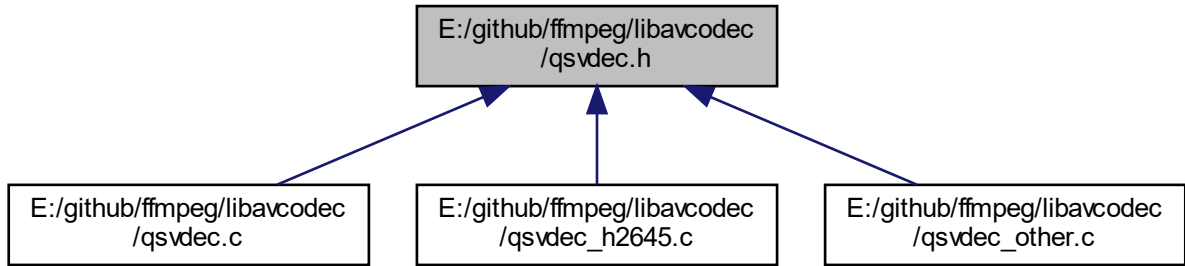 E:/github/ffmpeg/libavcodec
/qsvdec.h
E:/github/ffmpeg/libavcodec
/qsvdec.c
E:/github/ffmpeg/libavcodec
/qsvdec_h2645.c
E:/github/ffmpeg/libavcodec
/qsvdec_other.c